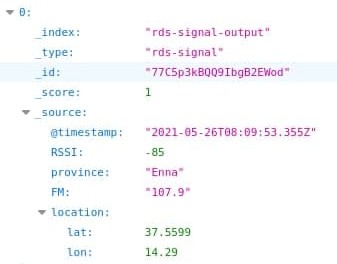 0:
_index: "rds-signal-output"
_type: "rds-signal"
_id: "77C5p3kBQQ9IbgB2EWod"
_score: 1
_source:
@timestamp: "2021-05-26T08:09:53.355Z"
RSSI: -85
province: "Enna"
FM: "107.9"
location:
lat: 37.5599
lon: 14.29